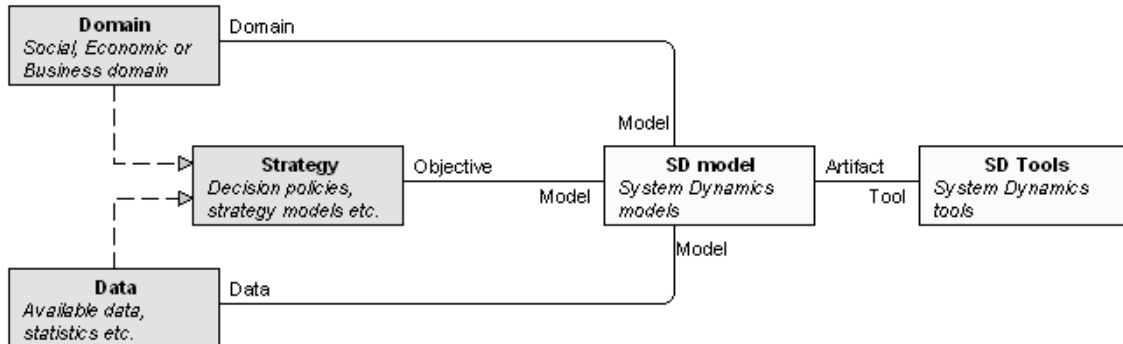 Domain
Social, Economic or
Business domain
Domain
Model
Strategy
Decision policies,
strategy models etc.
Objective
Model
SD model
System Dynamics
models
Artifact
Tool
SD Tools
System Dynamics
tools
Model
Data
Available data,
statistics etc.
Data